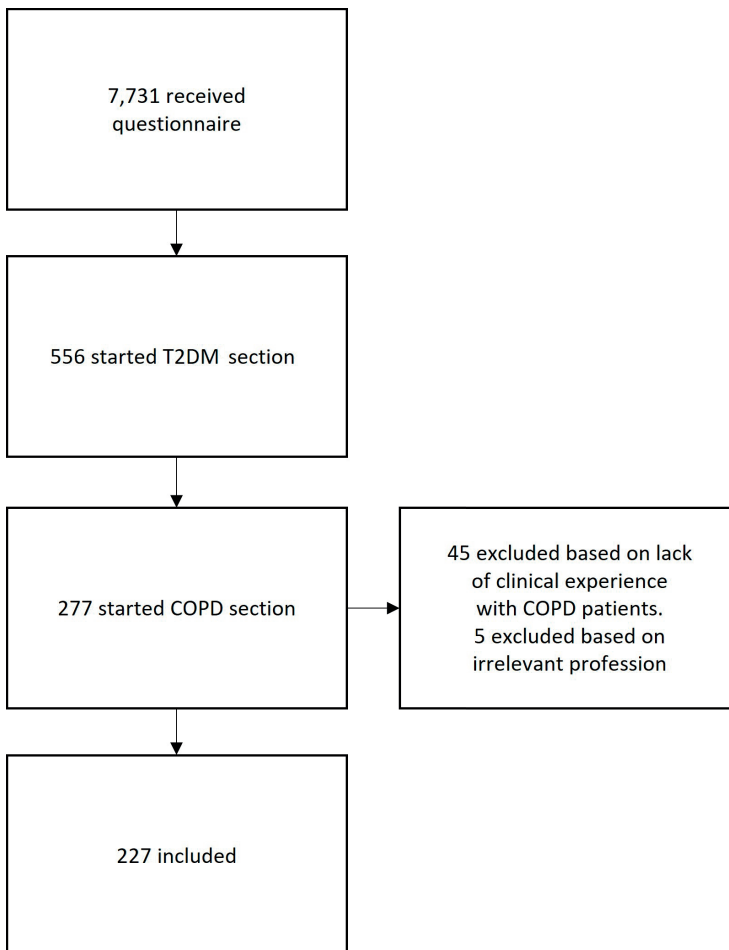 7,731 received
questionnaire
556 started T2DM section
277 started COPD section
45 excluded based on lack
of clinical experience
with COPD patients.
5 excluded based on
irrelevant profession
227 included